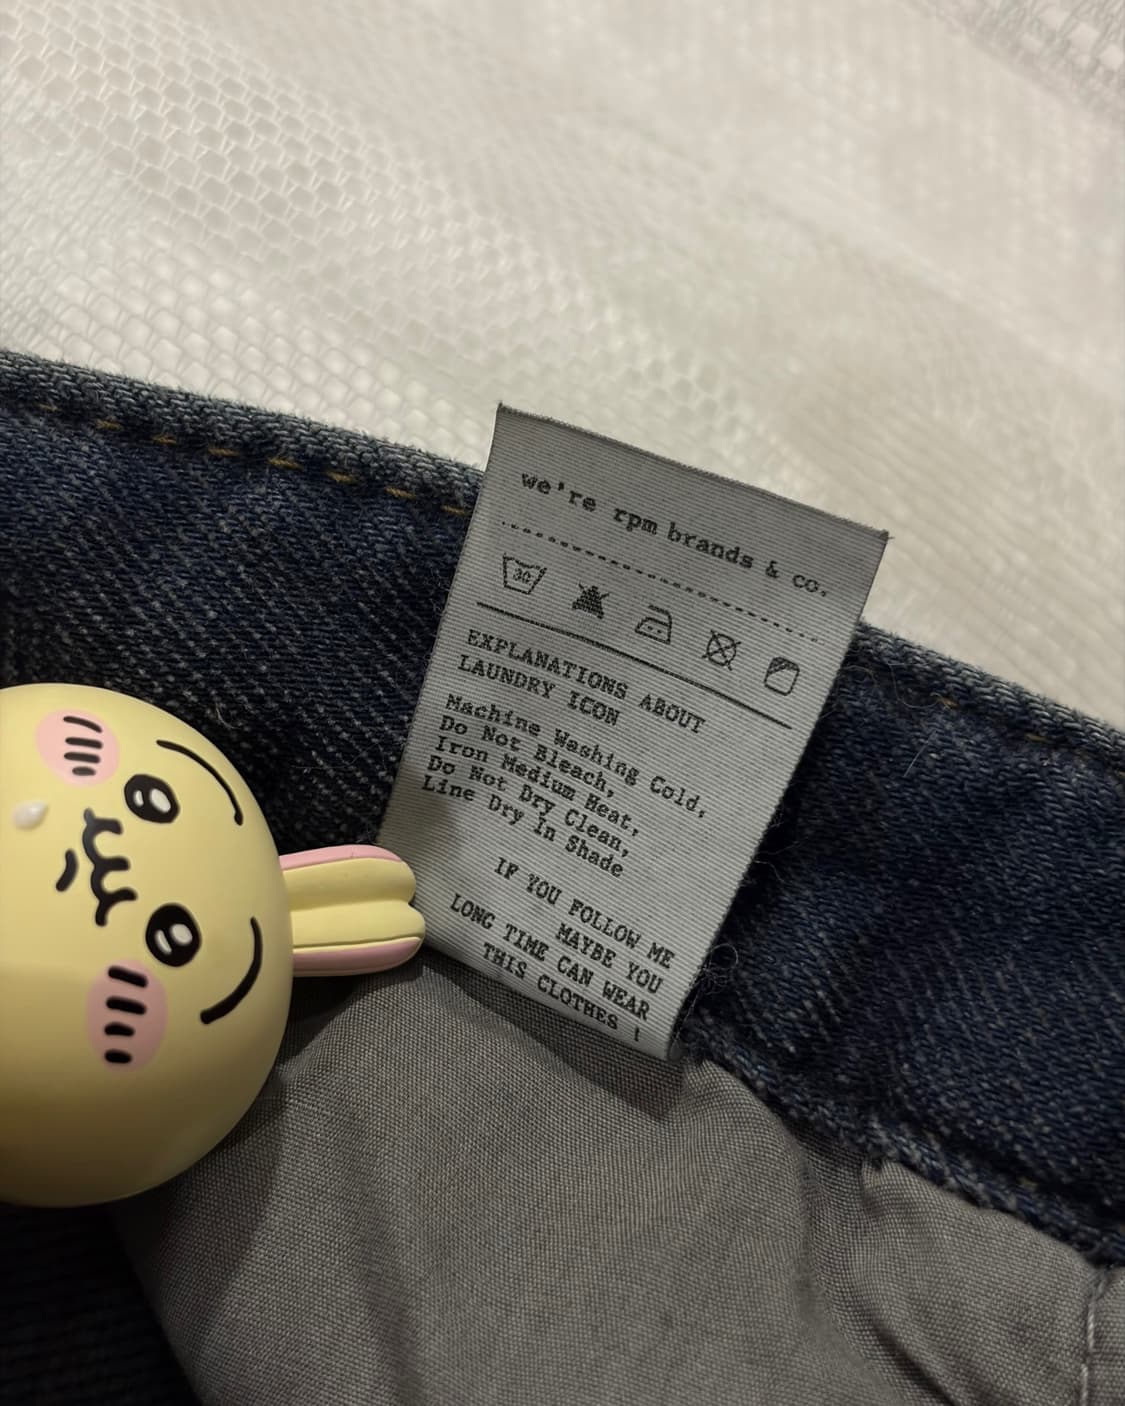 we're rpm brands & co.
30
EXPLANATIONS ABOUT
LAUNDRY ICON
Machine Washing Cold,
Do Not Bleach,
Iron Medium Heat,
Do Not Dry Clean,
Line Dry In Shade
IF YOU FOLLOW ME
MAYBE YOU
LONG TIME CAN WEAR
THIS CLOTHES !